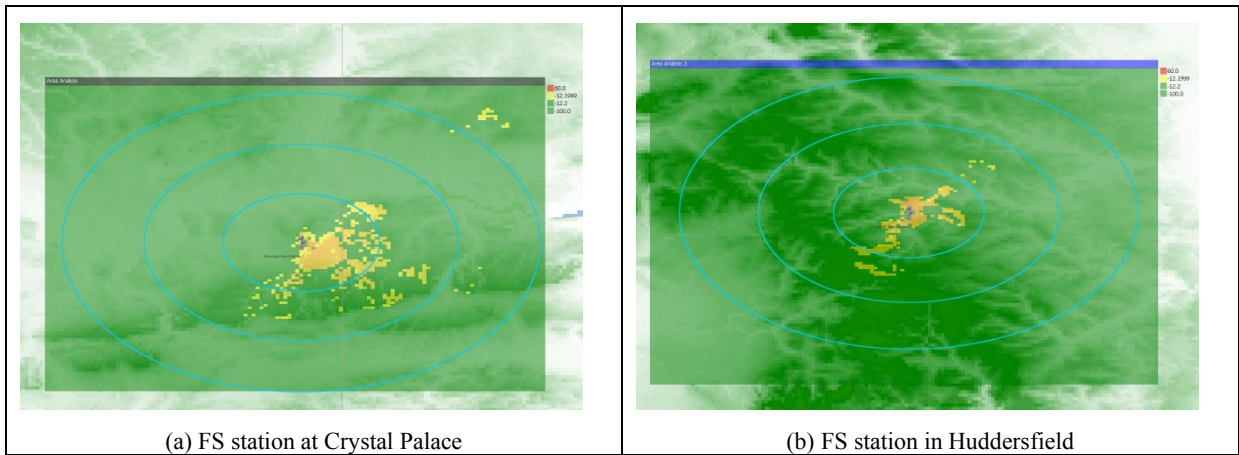 Area Analysis
60.0
-12.1999
-12.2
-100.0
Area Analysis 2
60.0
-12.1999
-12.2
-100.0
(a) FS station at Crystal Palace
(b) FS station in Huddersfield